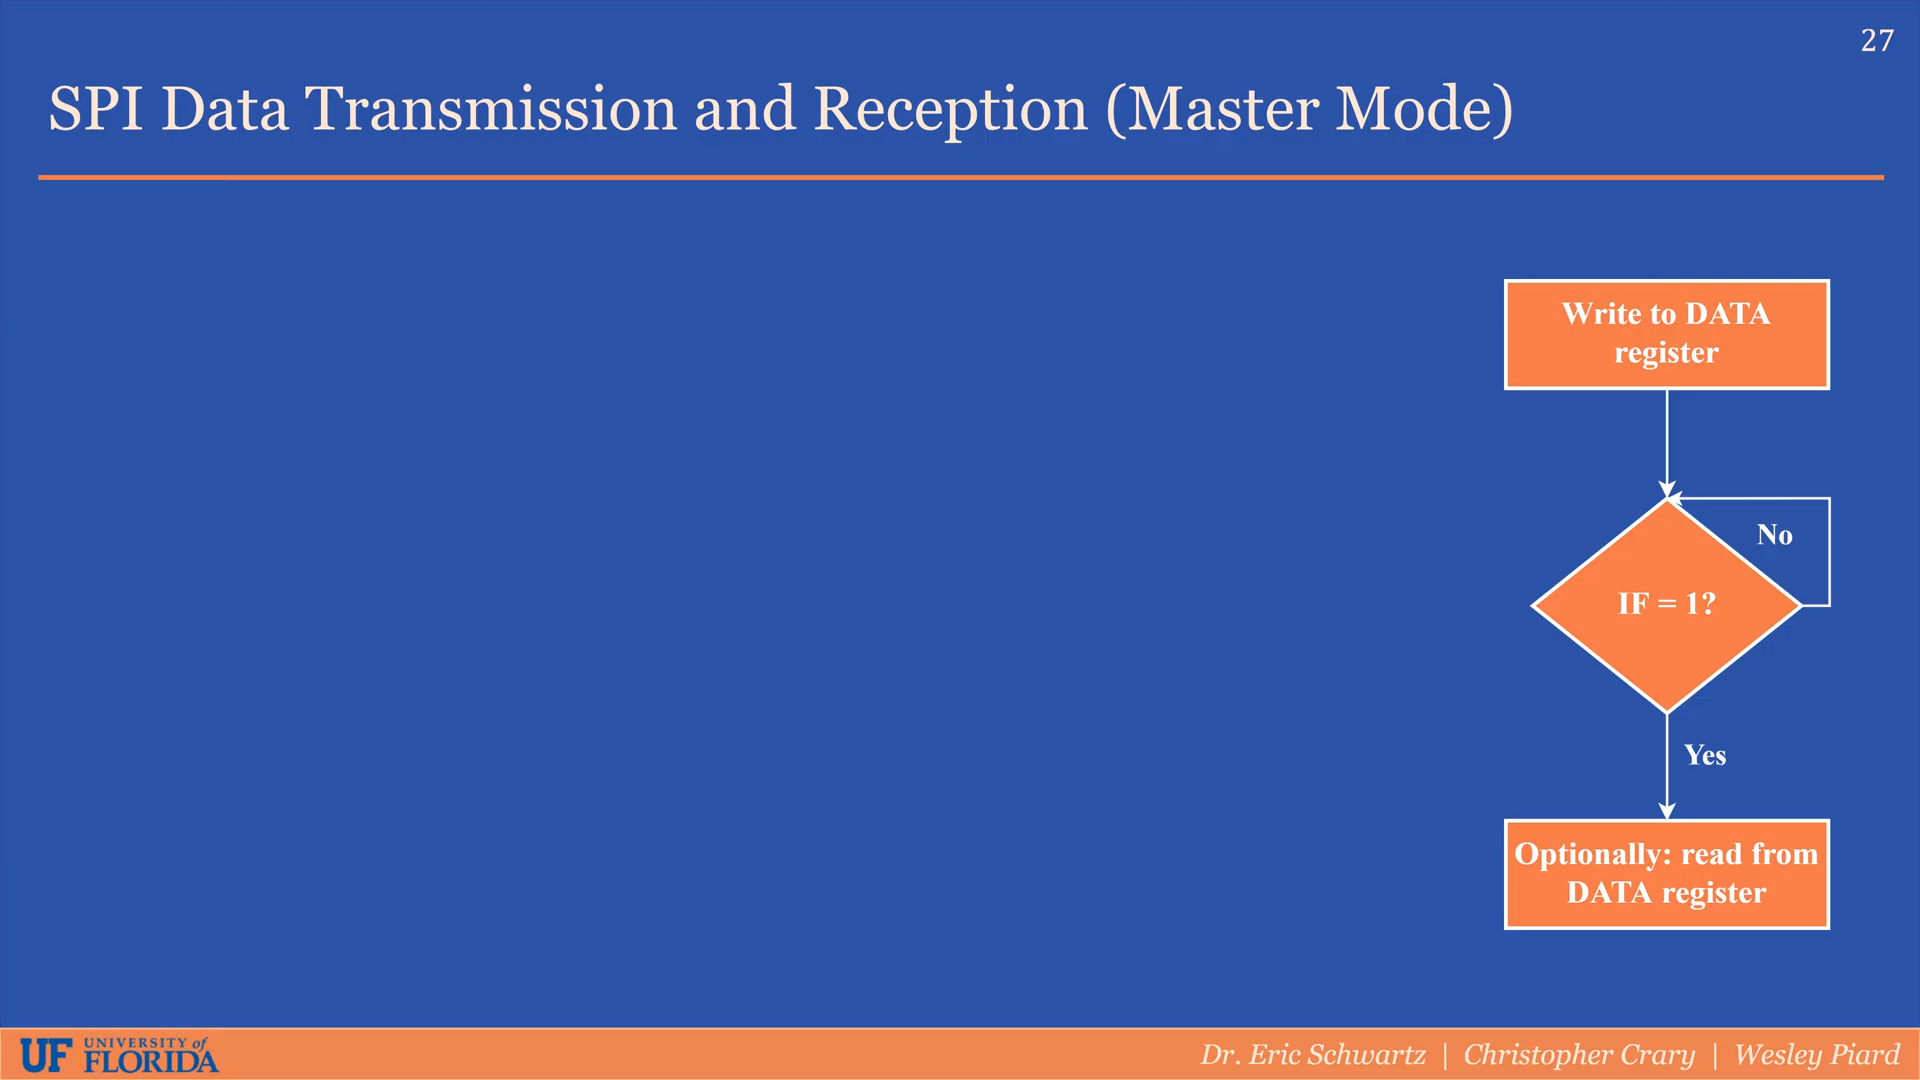 27
SPI Data Transmission and Reception (Master Mode)
Write to DATA
register
No
IF = 1?
Yes
Optionally: read from
DATA register
UF UNIVERSITY of
FLORIDA
Dr. Eric Schwartz | Christopher Crary | Wesley Piard